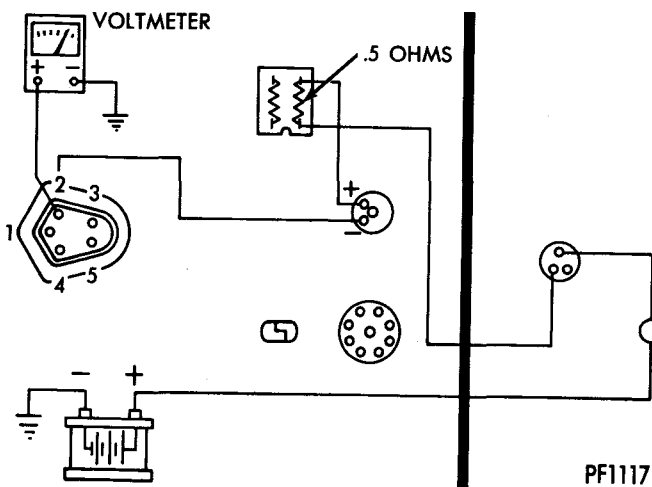 VOLTMETER
+ −
.5 OHMS
2 3
1
4 5
+
−
− +
PF1117